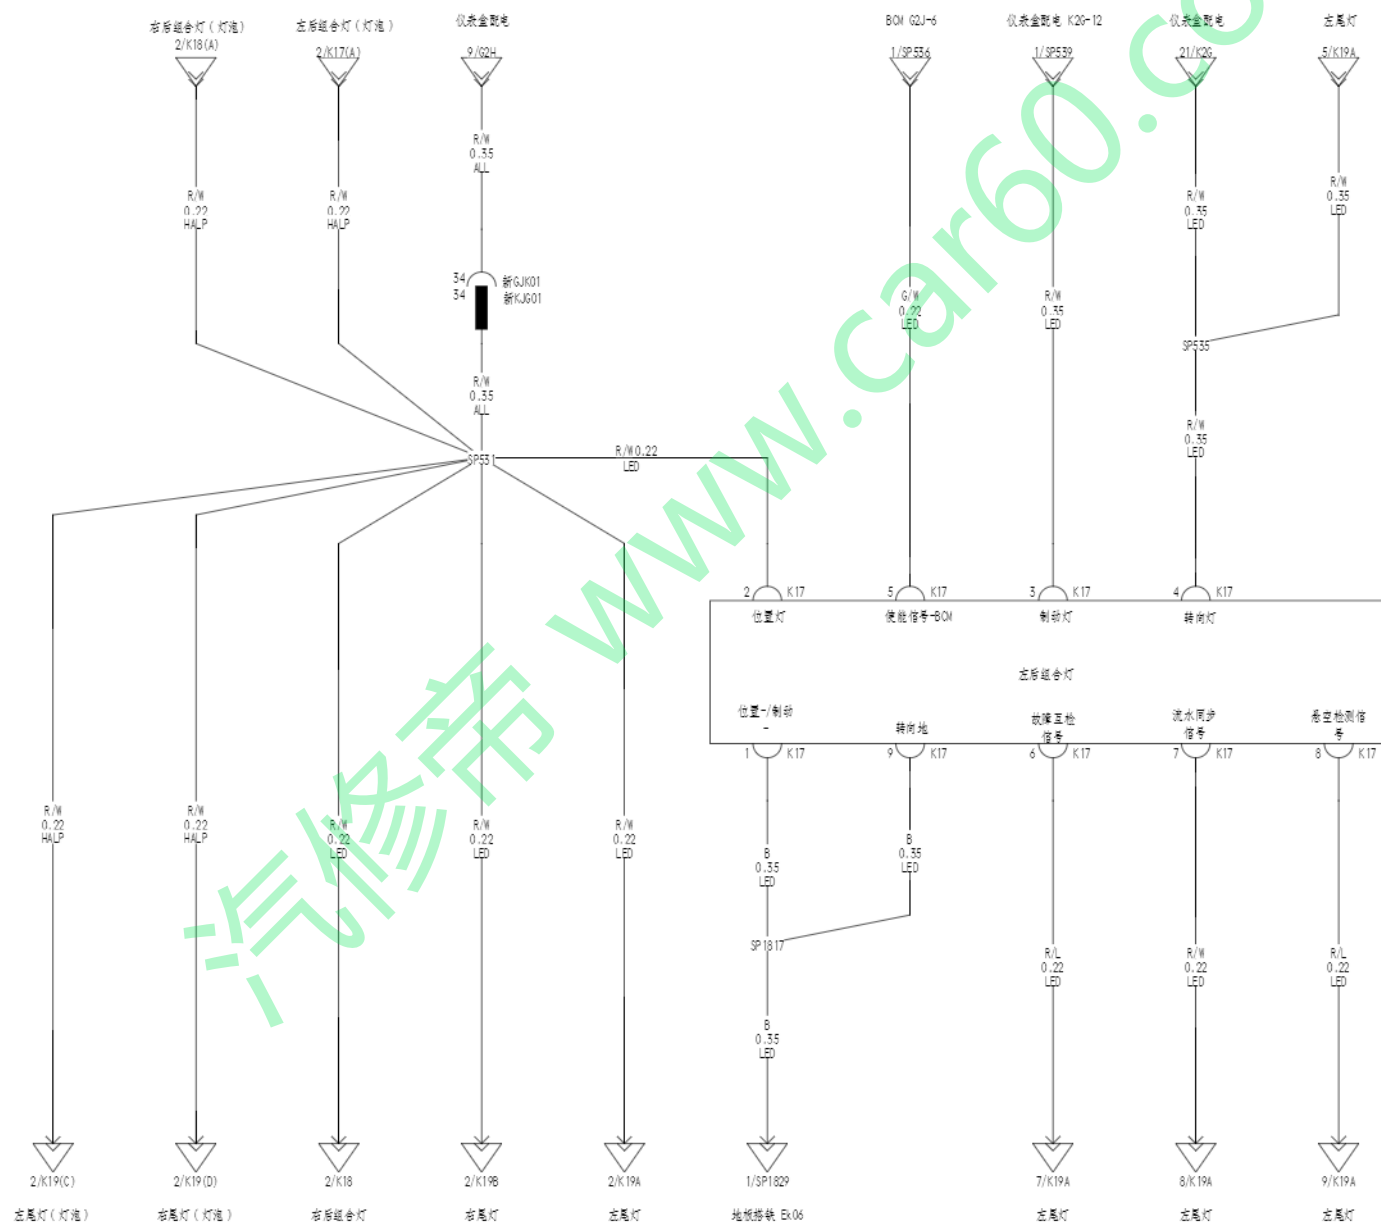 右后组合灯(灯泡)
2/K18(A)
左后组合灯(灯泡)
2/K17(A)
仪表盒配电
9/G2H
BCM G2J-6
1/SP536
仪表盒配电 K2G-12
1/SP539
仪表盒配电
21/K2G
左尾灯
5/K19A
R/W
0.35
ALL
R/W
0.22
HALP
R/W
0.22
HALP
R/W
0.35
LED
R/W
0.35
LED
34
新GJK01
34
新KJG01
G/W
0.22
LED
R/W
0.35
LED
SP535
R/W
0.35
ALL
R/W
0.35
LED
SP531
R/W0.22
LED
2
K17
5
K17
3
K17
4
K17
位置灯
使能信号-BCM
制动灯
转向灯
左后组合灯
位置-/制动
-
转向地
故障互检
信号
流水同步
信号
悬空检测信
号
1
K17
9
K17
6
K17
7
K17
8
K17
R/W
0.22
HALP
R/W
0.22
HALP
R/W
0.22
LED
R/W
0.22
LED
R/W
0.22
LED
B
0.35
LED
B
0.35
LED
SP1817
R/L
0.22
LED
R/W
0.22
LED
R/L
0.22
LED
B
0.35
LED
2/K19(C)
左尾灯(灯泡)
2/K19(D)
右尾灯(灯泡)
2/K18
右后组合灯
2/K19B
右尾灯
2/K19A
左尾灯
1/SP1829
地板搭铁 Ek06
7/K19A
左尾灯
8/K19A
左尾灯
9/K19A
左尾灯
汽修帝 www.car60.co